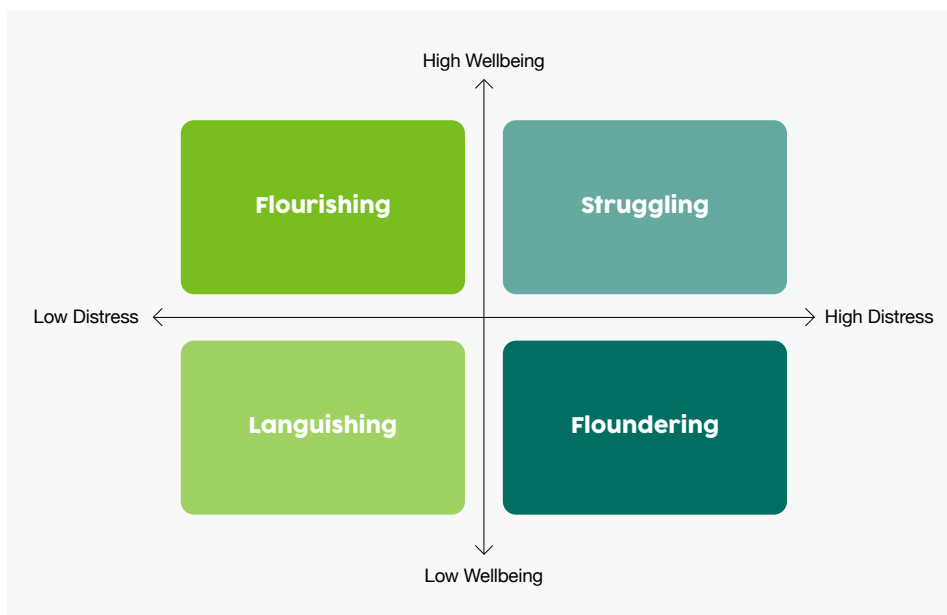 High Wellbeing
Flourishing
Struggling
Low Distress
High Distress
Languishing
Floundering
Low Wellbeing